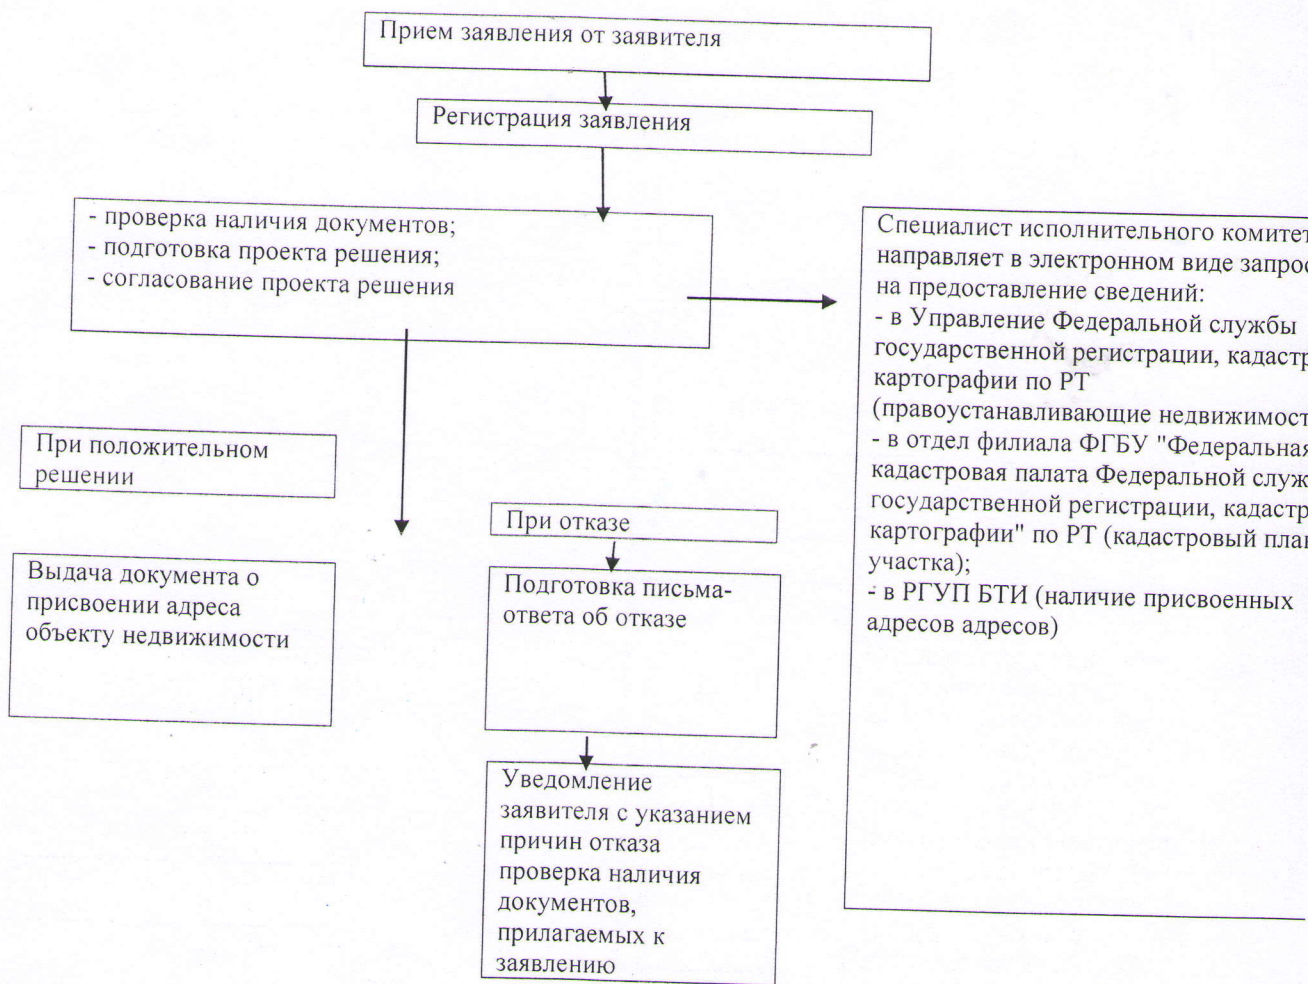 Прием заявления от заявителя
Регистрация заявления
- проверка наличия документов;
- подготовка проекта решения;
- согласование проекта решения
Специалист исполнительного комитет
направляет в электронном виде запрос
на предоставление сведений:
- в Управление Федеральной службы
государственной регистрации, кадастр
картографии по РТ
(правоустанавливающие недвижимост
- в отдел филиала ФГБУ "Федеральная
кадастровая палата Федеральной служ
государственной регистрации, кадастр
картографии" по РТ (кадастровый план
участка);
- в РГУП БТИ (наличие присвоенных
адресов адресов)
При положительном
решении
Выдача документа о
присвоении адреса
объекту недвижимости
При отказе
Подготовка письма-
ответа об отказе
Уведомление
заявителя с указанием
причин отказа
проверка наличия
документов,
прилагаемых к
заявлению